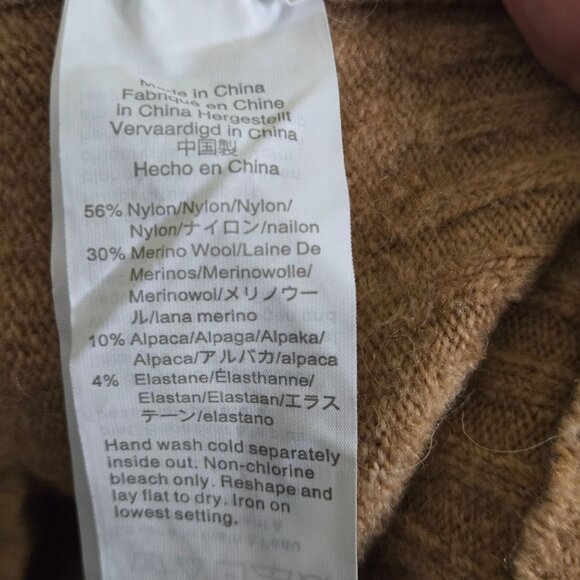 Made in China
Fabriqué en Chine
in China Hergestellt
Vervaardigd in China
中国製
Hecho en China
56% Nylon/Nylon/Nylon/
Nylon/ナイロン/nailon
30% Merino Wool/Laine De
Merinos/Merinowolle/
Merinowol/メリノウー
ル/lana merino
10% Alpaca/Alpaga/Alpaka/
Alpaca/アルパカ/alpaca
4% Elastane/Élasthanne/
Elastan/Elastaan/エラス
テーン/elastano
Hand wash cold separately
inside out. Non-chlorine
bleach only. Reshape and
lay flat to dry. Iron on
lowest setting.